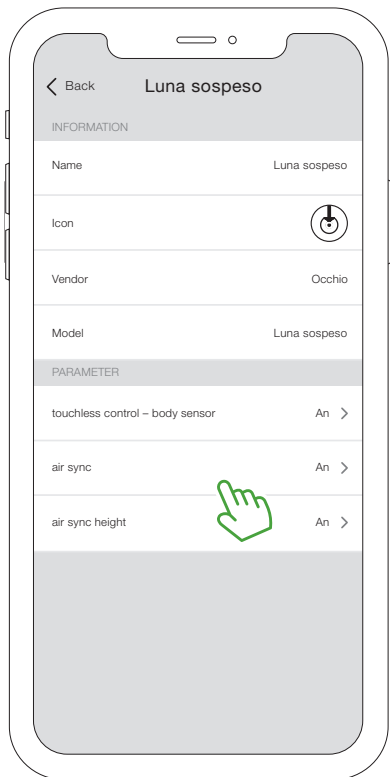 Back
Luna sospeso
INFORMATION
Name Luna sospeso
Icon
Vendor Occhio
Model Luna sospeso
PARAMETER
touchless control – body sensor An
air sync An
air sync height An